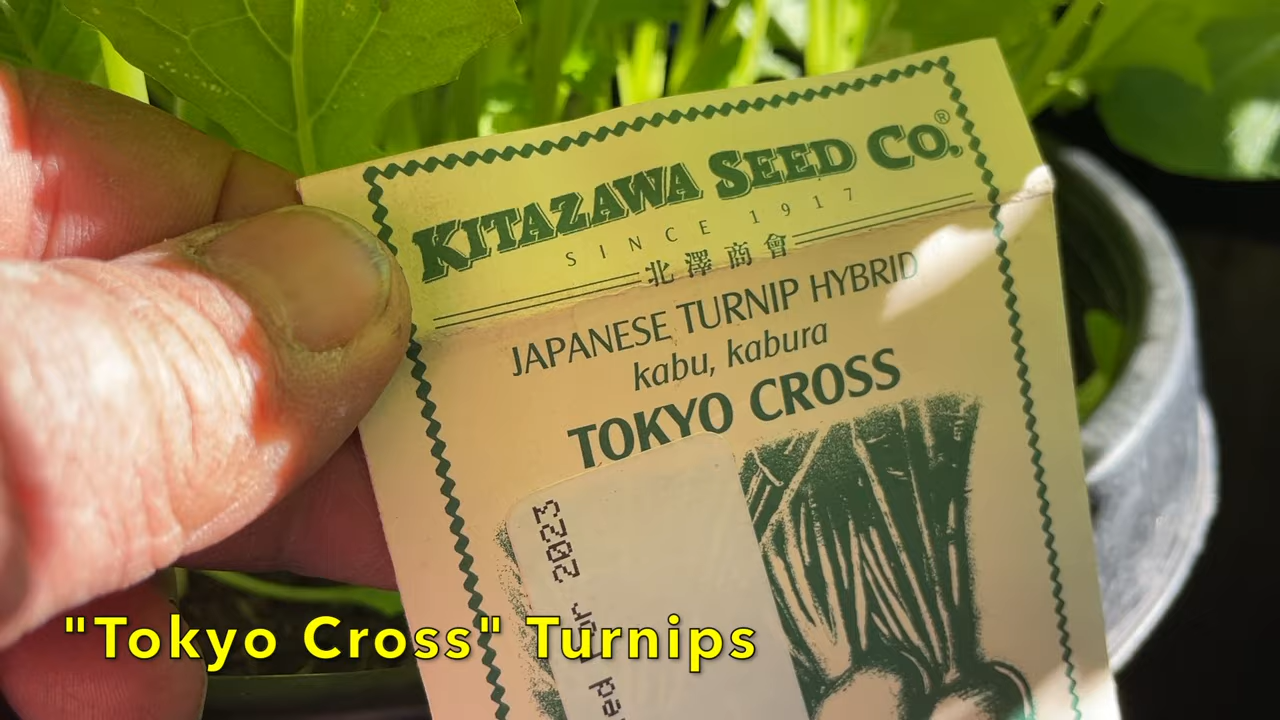 KITAZAWA SEED CO.®
SINCE 1917
北澤商會
JAPANESE TURNIP HYBRID
kabu, kabura
TOKYO CROSS
2023
"Tokyo Cross" Turnips